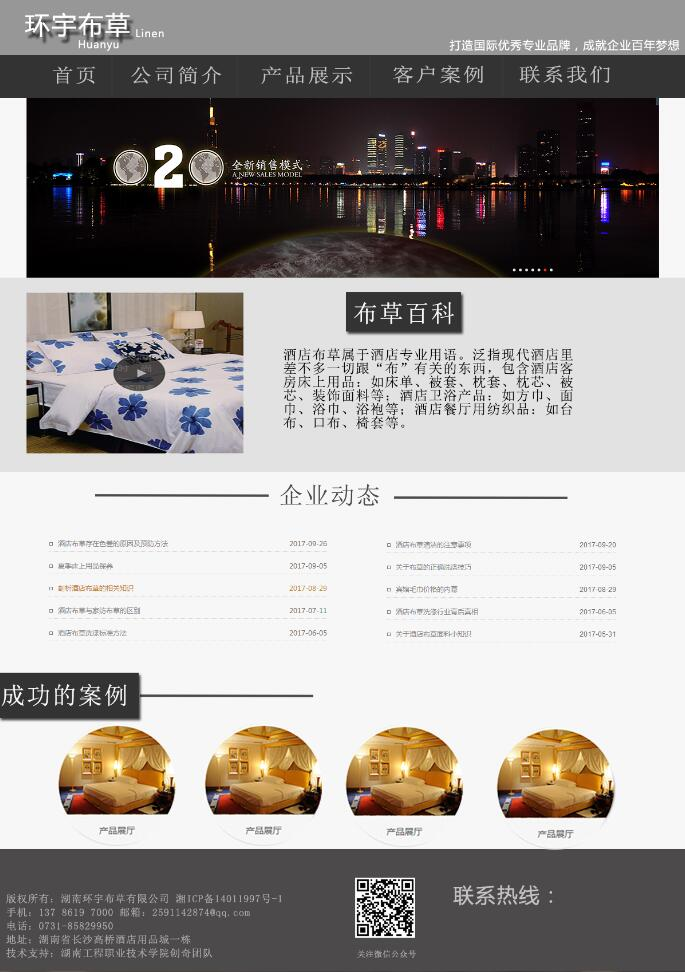 环宇布草 Linen
Huanyu
打造国际优秀专业品牌，成就企业百年梦想
首页 公司简介 产品展示 客户案例 联系我们
O2O 全新销售模式
A NEW SALES MODEL
布草百科
酒店布草属于酒店专业用语。泛指现代酒店里
差不多一切跟“布”有关的东西，包含酒店客
房床上用品：如床单、被套、枕套、枕芯、被
芯、装饰面料等；酒店卫浴产品：如方巾、面
巾、浴巾、浴袍等；酒店餐厅用纺织品：如台
布、口布、椅套等。
企业动态
酒店布草存在色差的原因及预防方法 2017-09-26
夏季床上用品保养 2017-09-05
剖析酒店布草的相关知识 2017-08-29
酒店布草与家纺布草的区别 2017-07-11
酒店布草洗涤标准方法 2017-06-05
酒店布草清洁的注意事项 2017-09-20
关于布草的正确洗涤技巧 2017-09-05
宾馆毛巾价格的内幕 2017-08-29
酒店布草洗涤行业背后真相 2017-06-05
关于酒店布草面料小知识 2017-05-31
成功的案例
产品展厅 产品展厅 产品展厅 产品展厅
版权所有：湖南环宇布草有限公司 湘ICP备14011997号-1
手机：137 8619 7000 邮箱：2591142874@qq.com
电话：0731-85829950
地址：湖南省长沙高桥酒店用品城一栋
技术支持：湖南工程职业技术学院创奇团队
关注微信公众号
联系热线：